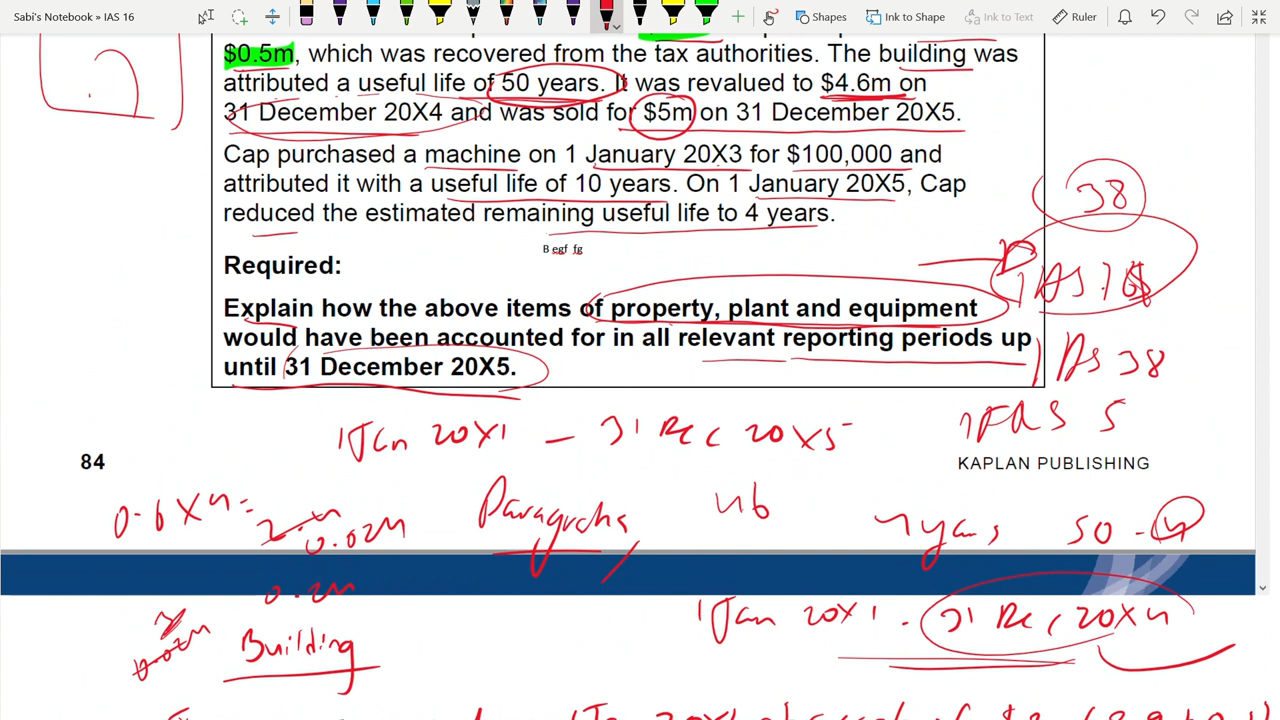 Sabi's Notebook » IAS 16
Shapes
Ink to Shape
Ink to Text
Ruler
$0.5m, which was recovered from the tax authorities. The building was
attributed a useful life of 50 years. It was revalued to $4.6m on
31 December 20X4 and was sold for $5m on 31 December 20X5.
Cap purchased a machine on 1 January 20X3 for $100,000 and
attributed it with a useful life of 10 years. On 1 January 20X5, Cap
reduced the estimated remaining useful life to 4 years.
38
B egf fg
Required:
IAS 16
Explain how the above items of property, plant and equipment
would have been accounted for in all relevant reporting periods up
until 31 December 20X5.
IAS 38
IFRS 5
1 Jan 20X1 – 31 Dec 20X5
84
KAPLAN PUBLISHING
Paragraphs
46
4 years 50 - 4
0.02M
0.2M
1 Jan 20X1 - 31 Dec 20X4
Building